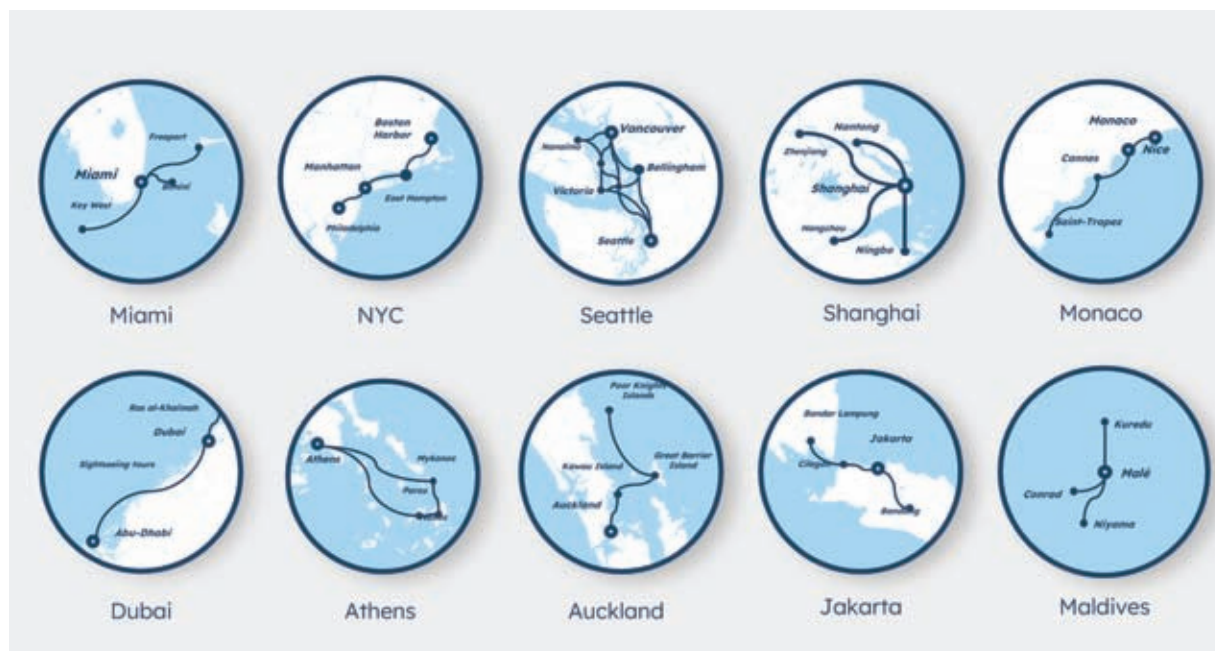 Freeport
Miami
Bimini
Key West
Miami
Boston
Harbor
Manhattan
East Hampton
Philadelphia
NYC
Vancouver
Nanaimo
Bellingham
Victoria
Seattle
Seattle
Nantong
Zhenjiang
Shanghai
Hangzhou
Ningbo
Shanghai
Monaco
Nice
Cannes
Saint-Tropez
Monaco
Ras al-Khaimah
Dubai
Sightseeing tours
Abu-Dhabi
Dubai
Athens
Mykonos
Paros
Athens
Poor Knights
Islands
Great Barrier
Island
Kawau Island
Auckland
Auckland
Bandar Lampung
Jakarta
Cilegon
Bandung
Jakarta
Kuredu
Malé
Conrad
Niyama
Maldives